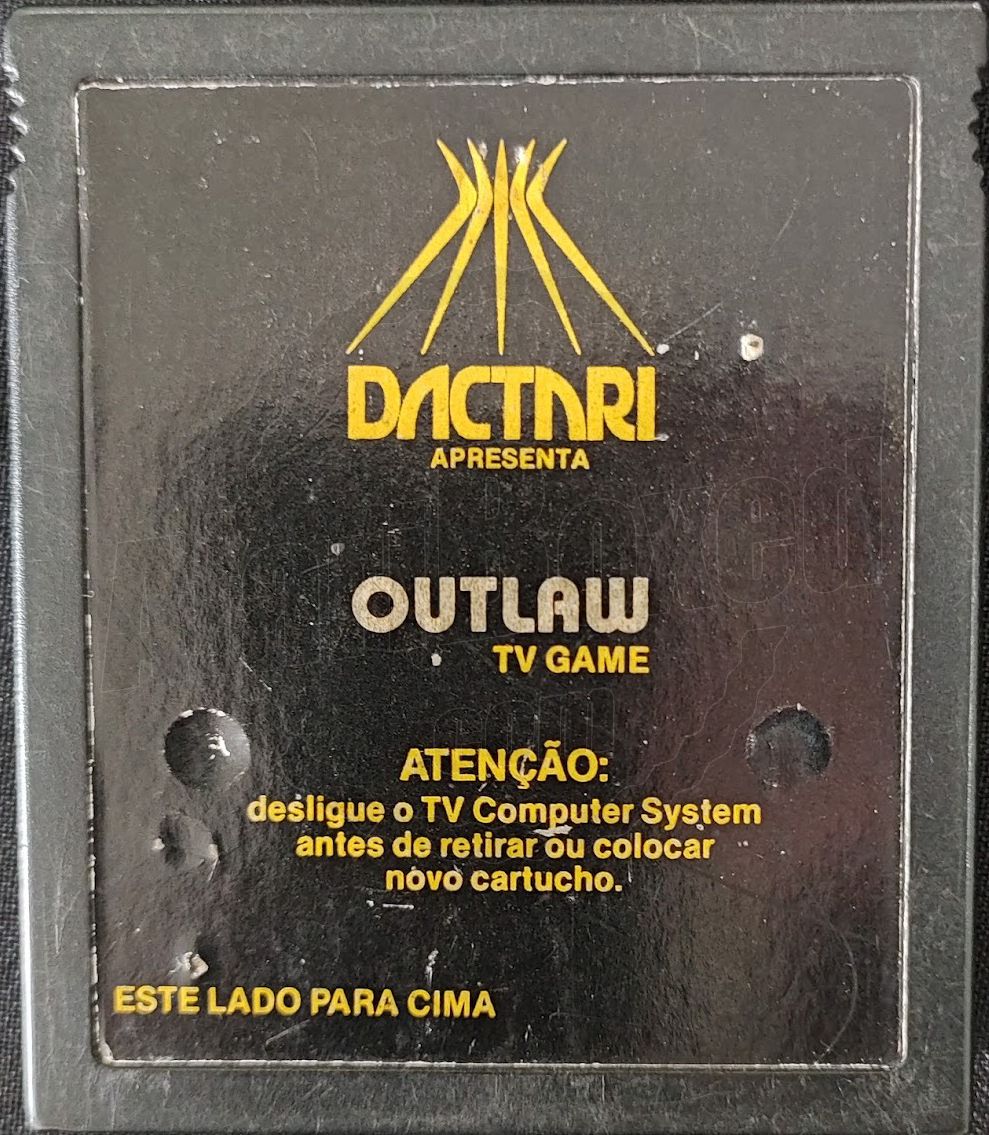 DACTARI
APRESENTA
OUTLAW
TV GAME
ATENÇÃO:
desligue o TV Computer System
antes de retirar ou colocar
novo cartucho.
ESTE LADO PARA CIMA